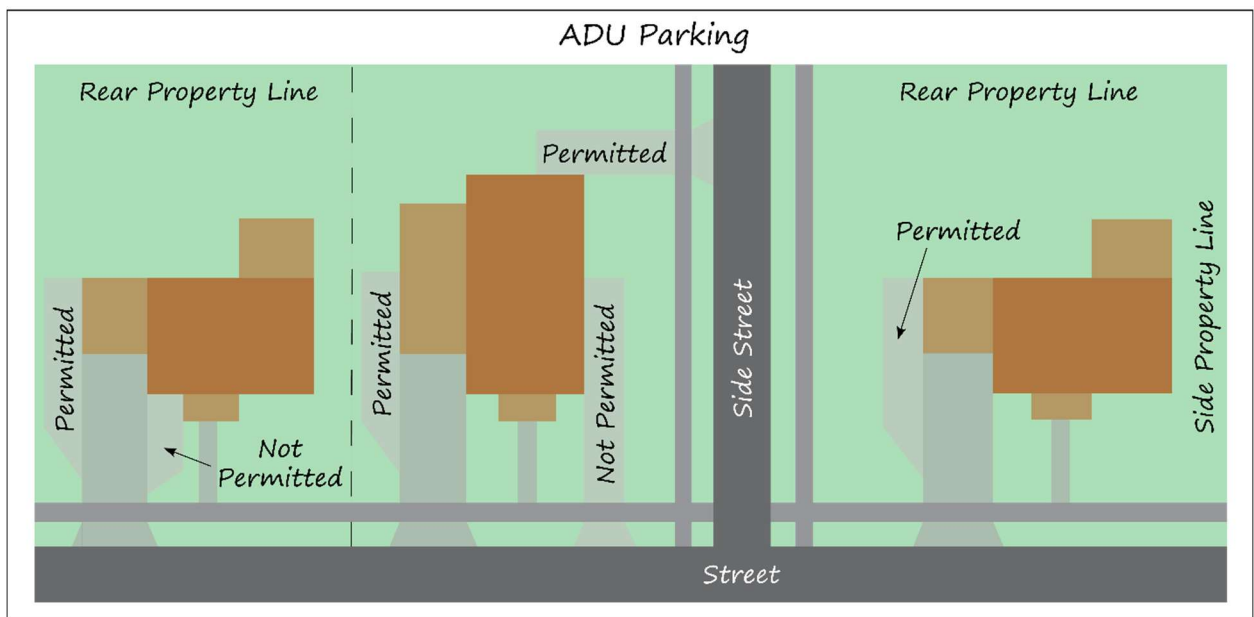 ADU Parking
Rear Property Line
Rear Property Line
Permitted
Permitted
Side Property Line
Permitted
Permitted
Not Permitted
Side Street
Not
Permitted
Street